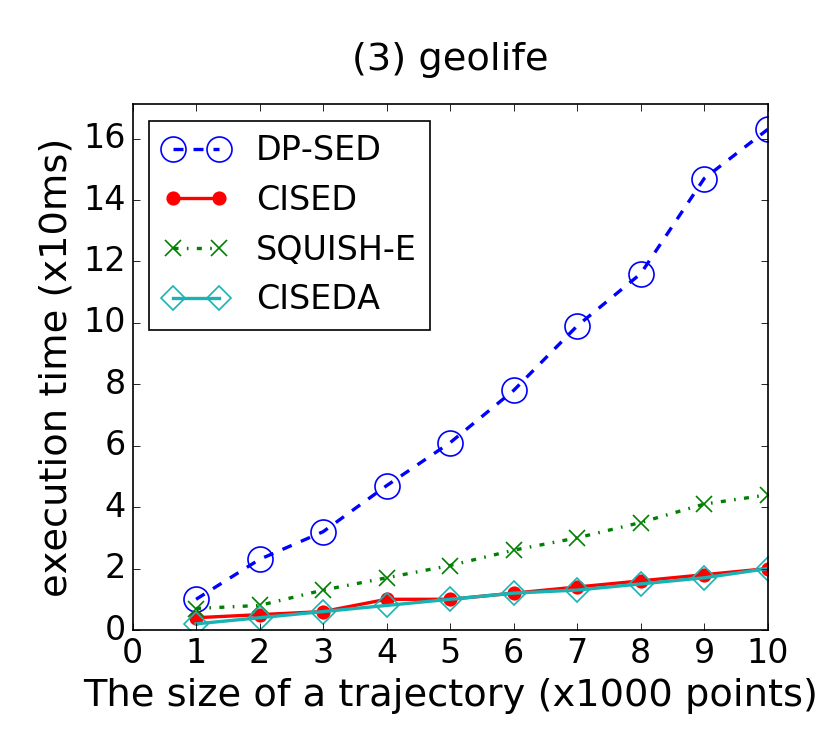 (3) geolife
execution time (x10ms)
16
14
12
10
8
6
4
2
0
DP-SED
CISED
SQUISH-E
CISEDA
0 1 2 3 4 5 6 7 8 9 10
The size of a trajectory (x1000 points)